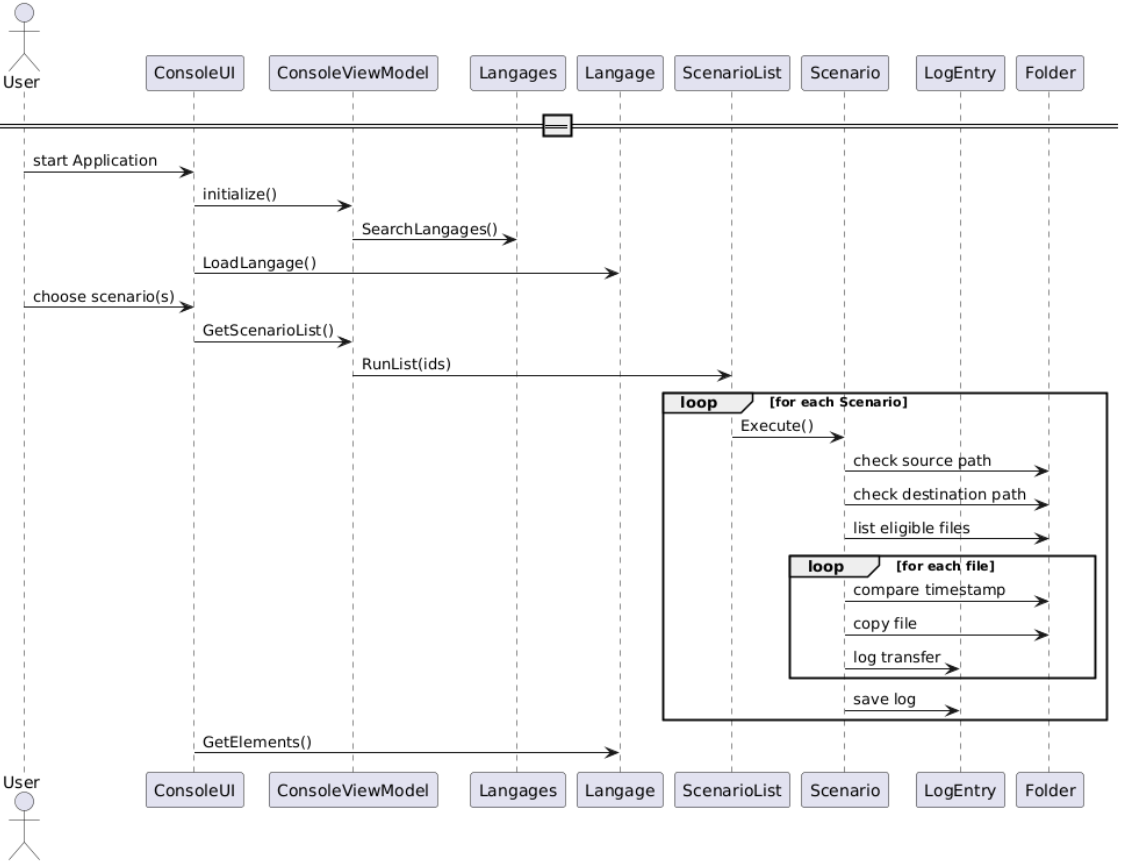 User
ConsoleUI
ConsoleViewModel
Langages
Langage
ScenarioList
Scenario
LogEntry
Folder
start Application
initialize()
SearchLangages()
LoadLangage()
choose scenario(s)
GetScenarioList()
RunList(ids)
loop [for each Scenario]
Execute()
check source path
check destination path
list eligible files
loop [for each file]
compare timestamp
copy file
log transfer
save log
GetElements()
User
ConsoleUI
ConsoleViewModel
Langages
Langage
ScenarioList
Scenario
LogEntry
Folder